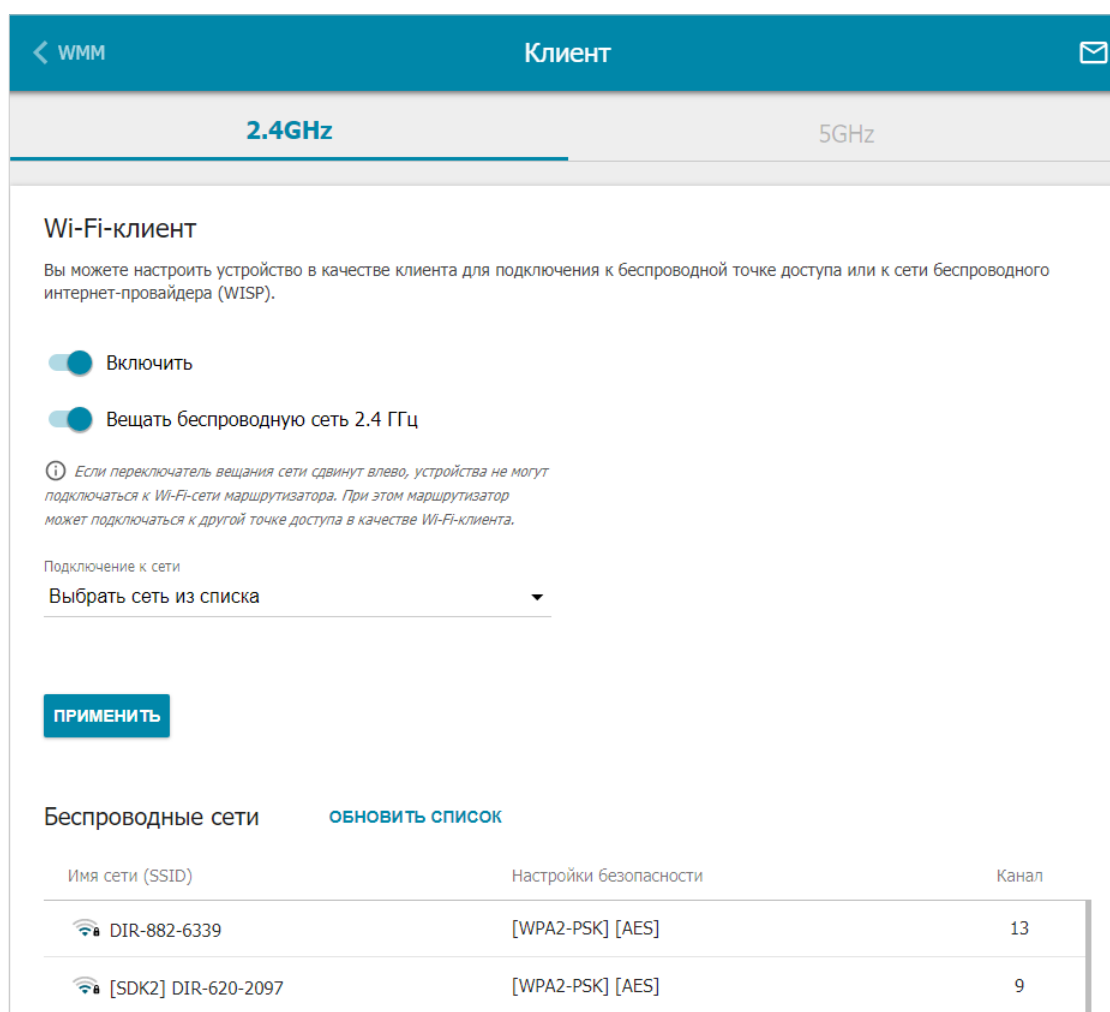 WMM
Клиент
2.4GHz
5GHz
Wi-Fi-клиент
Вы можете настроить устройство в качестве клиента для подключения к беспроводной точке доступа или к сети беспроводного
интернет-провайдера (WISP).
Включить
Вещать беспроводную сеть 2.4 ГГц
Если переключатель вещания сети сдвинут влево, устройства не могут
подключаться к Wi-Fi-сети маршрутизатора. При этом маршрутизатор
может подключаться к другой точке доступа в качестве Wi-Fi-клиента.
Подключение к сети
Выбрать сеть из списка
ПРИМЕНИТЬ
Беспроводные сети ОБНОВИТЬ СПИСОК
Имя сети (SSID) Настройки безопасности Канал
DIR-882-6339 [WPA2-PSK] [AES] 13
[SDK2] DIR-620-2097 [WPA2-PSK] [AES] 9